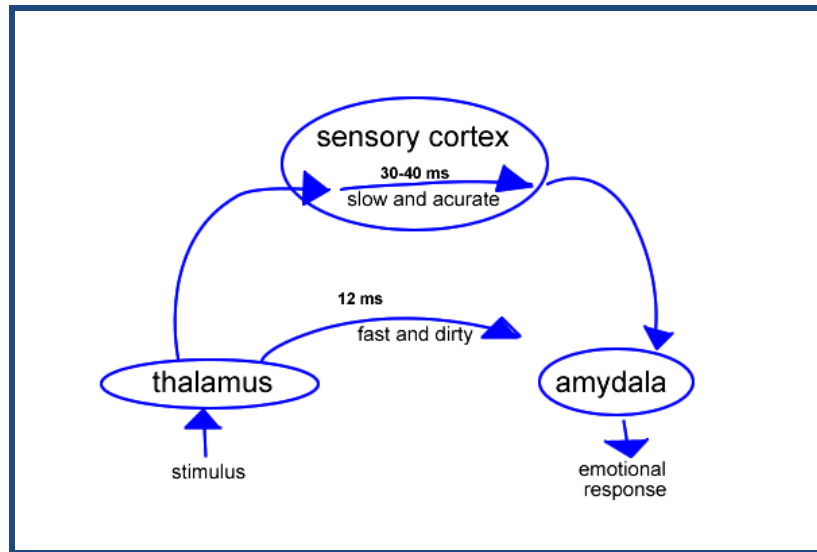 sensory cortex
30-40 ms
slow and acurate
12 ms
fast and dirty
thalamus
amydala
stimulus
emotional
response